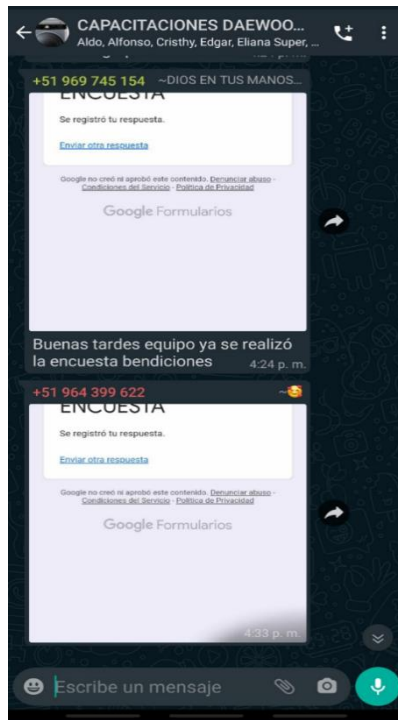 CAPACITACIONES DAEWOO...
Aldo, Alfonso, Cristhy, Edgar, Eliana Super, ...
+51 969 745 154 ~DIOS EN TUS MANOS...
ENCUESTA
Se registró tu respuesta.
Enviar otra respuesta
Google no creó ni aprobó este contenido. Denunciar abuso -
Condiciones del Servicio - Política de Privacidad
Google Formularios
Buenas tardes equipo ya se realizó
la encuesta bendiciones 4:24 p. m.
+51 964 399 622 ~🥰
ENCUESTA
Se registró tu respuesta.
Enviar otra respuesta
Google no creó ni aprobó este contenido. Denunciar abuso -
Condiciones del Servicio - Política de Privacidad
Google Formularios
4:33 p. m.
Escribe un mensaje